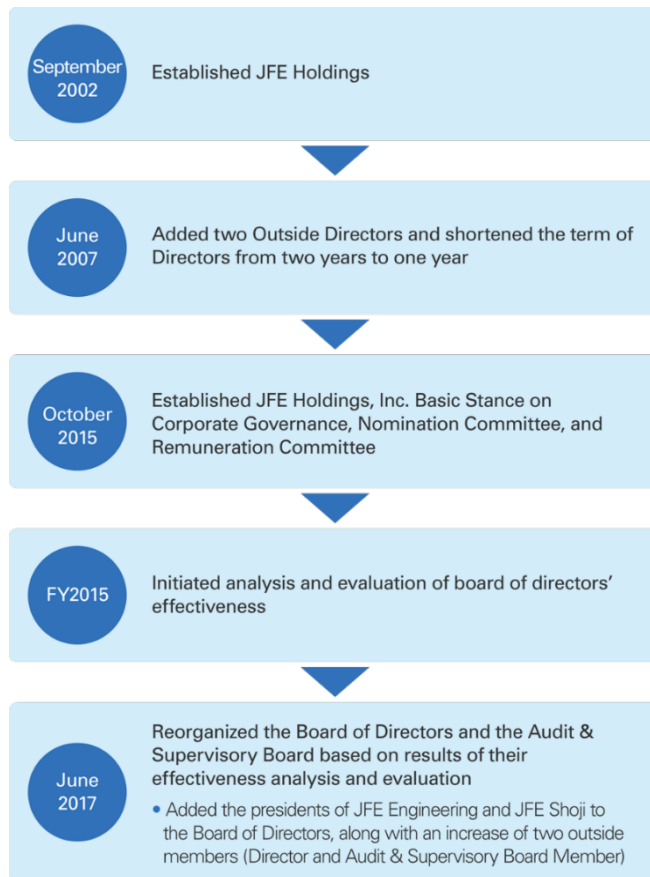 September
2002
Established JFE Holdings
June
2007
Added two Outside Directors and shortened the term of
Directors from two years to one year
October
2015
Established JFE Holdings, Inc. Basic Stance on
Corporate Governance, Nomination Committee, and
Remuneration Committee
FY2015
Initiated analysis and evaluation of board of directors’
effectiveness
June
2017
Reorganized the Board of Directors and the Audit &
Supervisory Board based on results of their
effectiveness analysis and evaluation
• Added the presidents of JFE Engineering and JFE Shoji to
the Board of Directors, along with an increase of two outside
members (Director and Audit & Supervisory Board Member)